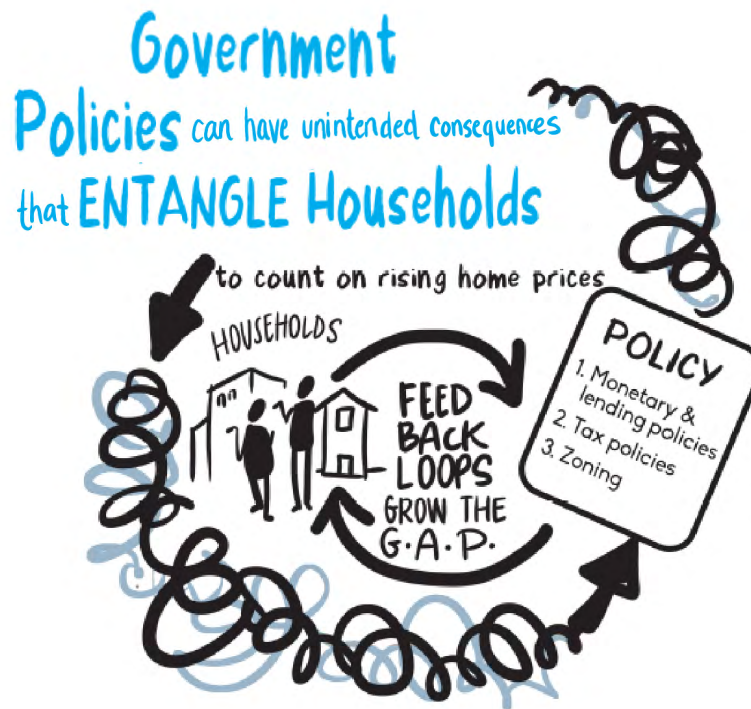 Government
Policies can have unintended consequences
that ENTANGLE Households
to count on rising home prices
HOUSEHOLDS
FEED
BACK
LOOPS
GROW THE
G.A.P.
POLICY
1. Monetary &
lending policies
2. Tax policies
3. Zoning